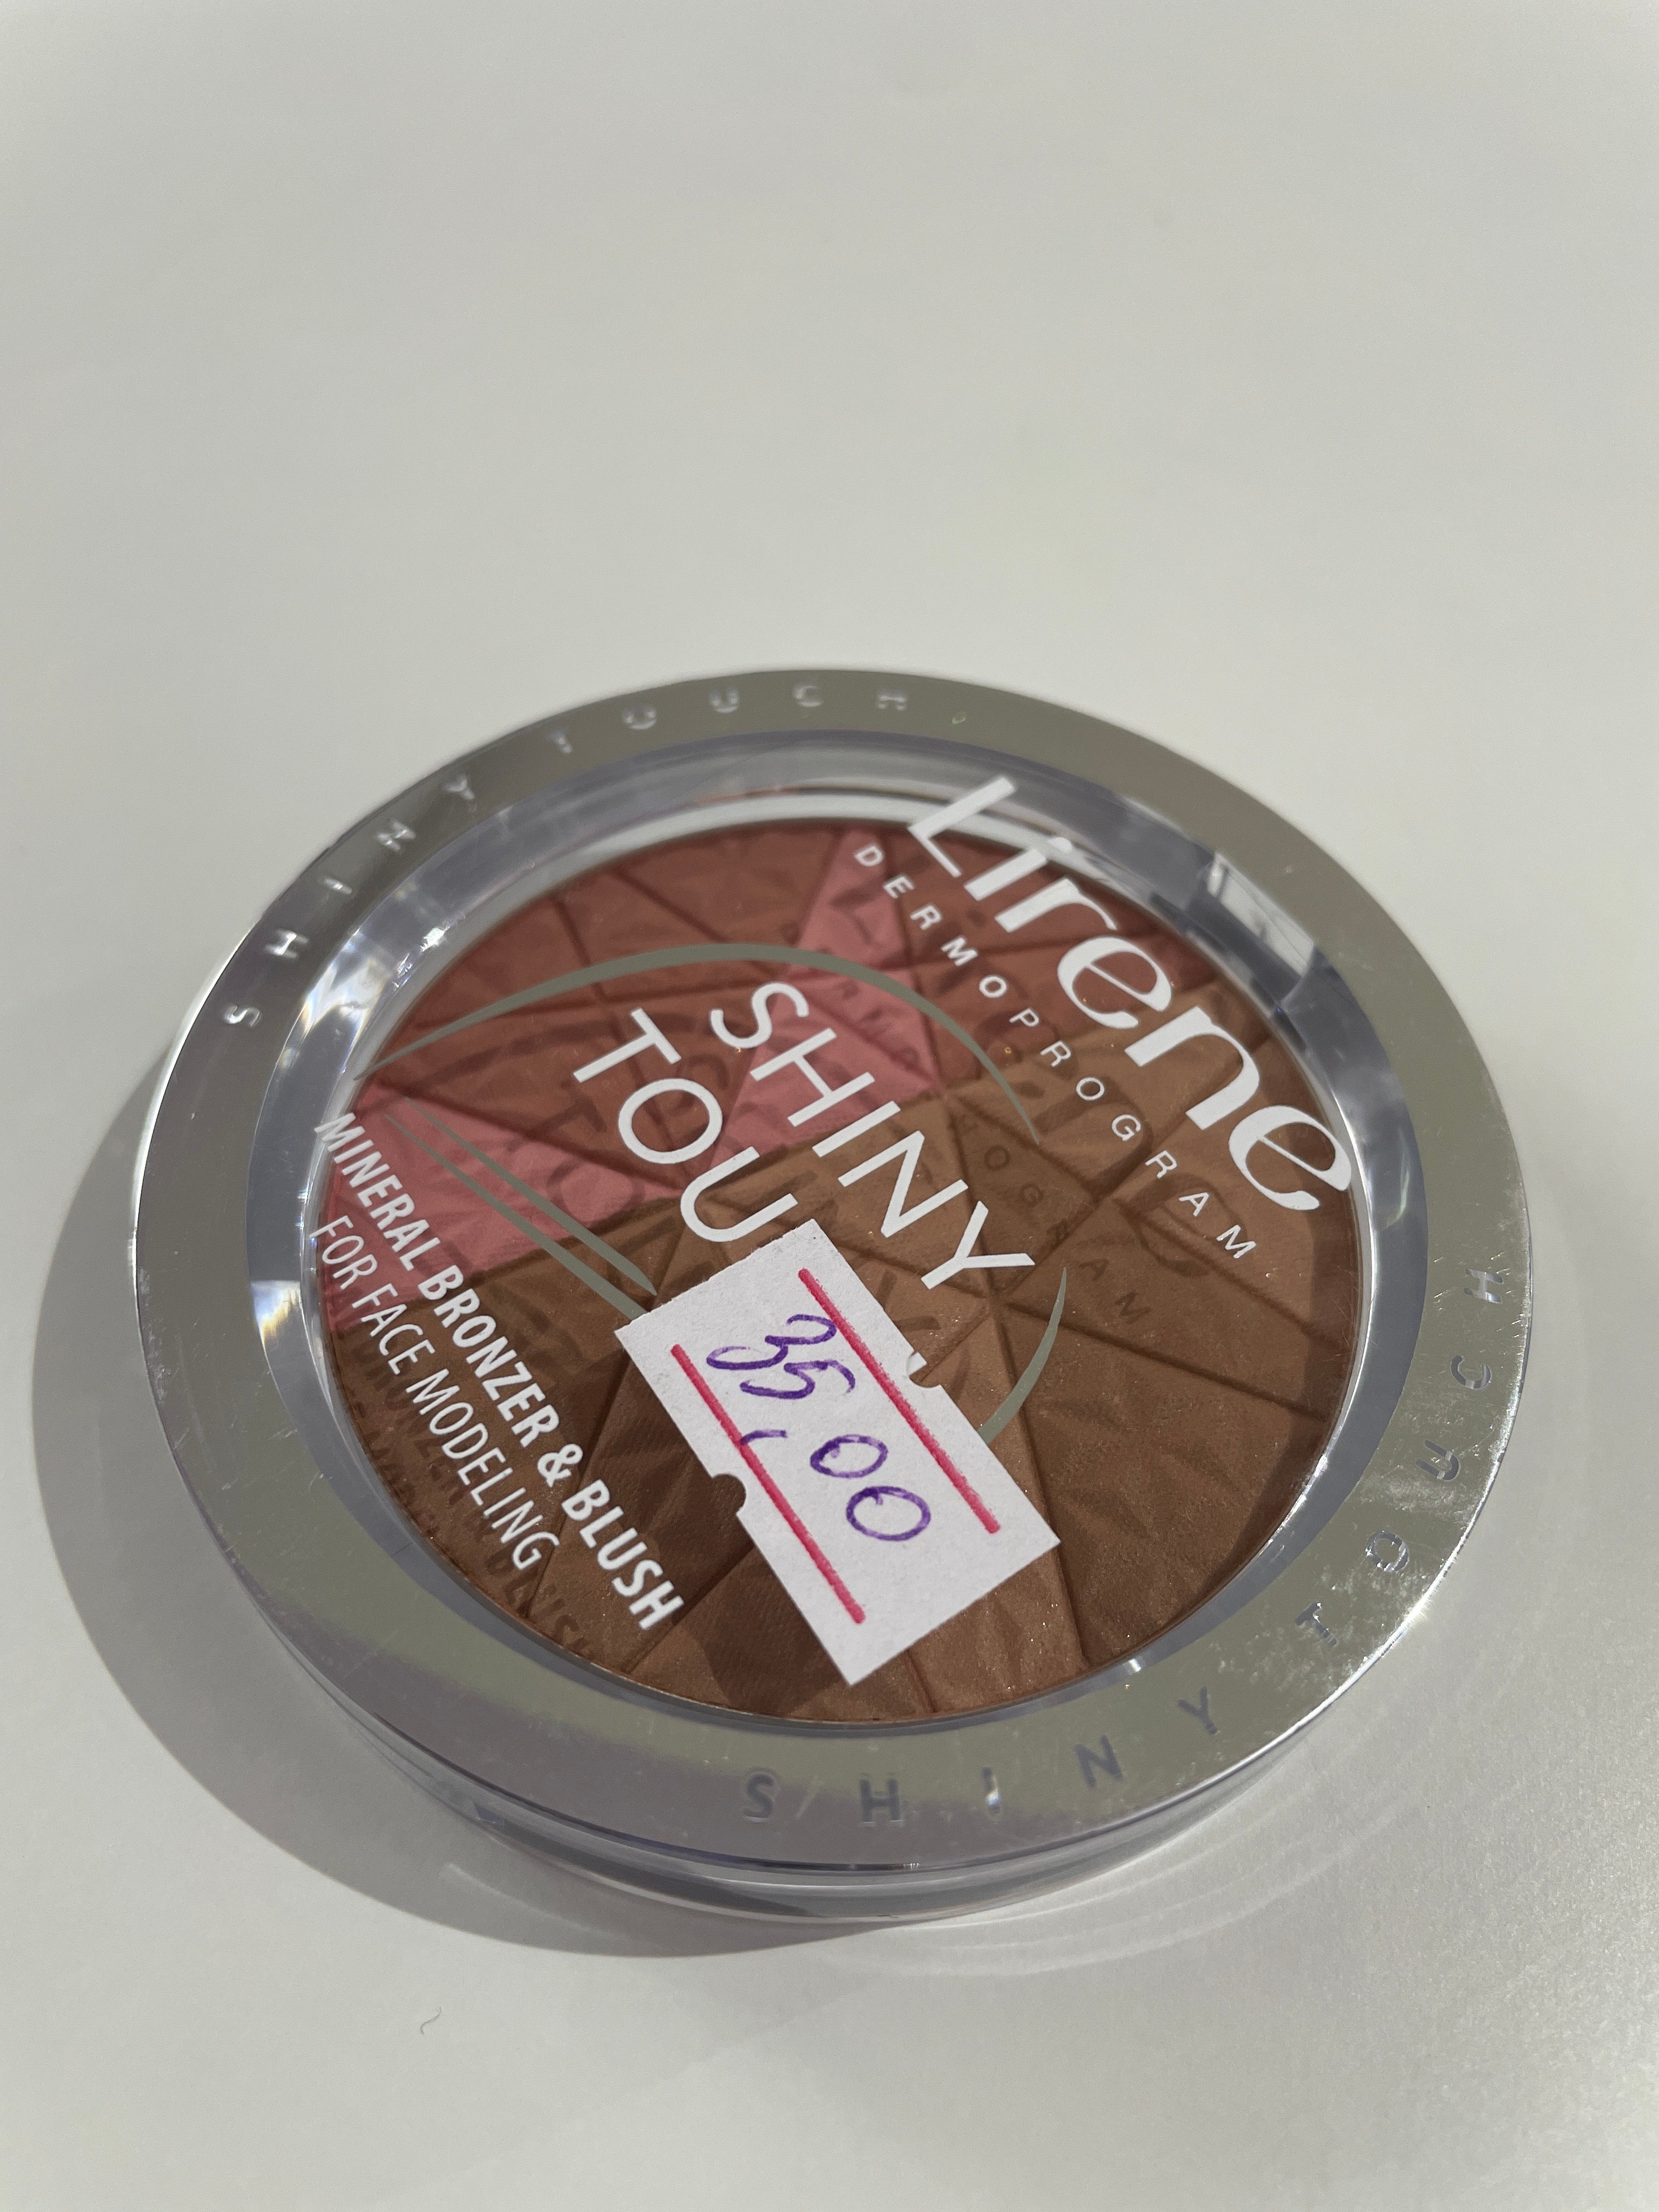 Lirene
DERMOPROGRAM
SHINY
TOU
35,00
MINERAL BRONZER & BLUSH
FOR FACE MODELING
SHINY TOUCH
SHINY TOUCH